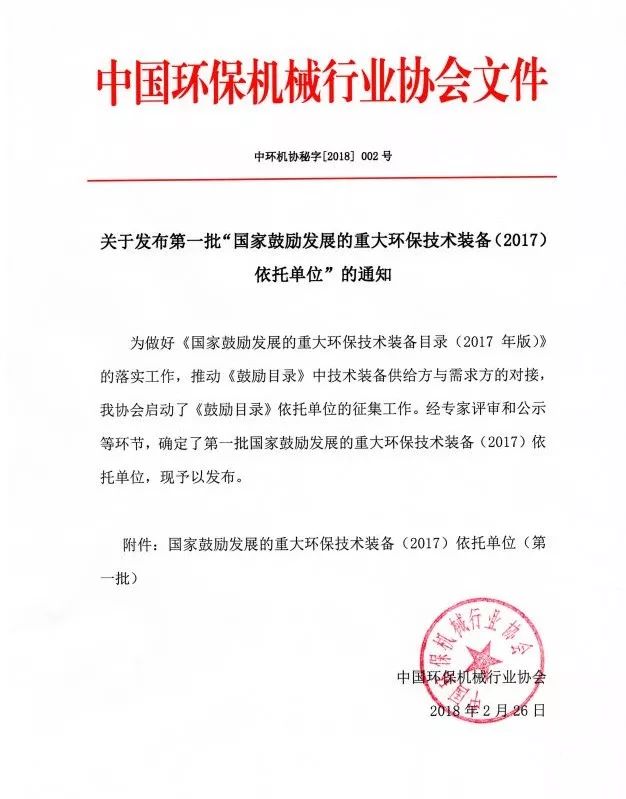 中国环保机械行业协会文件
中环机协秘字[2018] 002 号
关于发布第一批“国家鼓励发展的重大环保技术装备（2017）
依托单位”的通知
为做好《国家鼓励发展的重大环保技术装备目录（2017 年版）》
的落实工作，推动《鼓励目录》中技术装备供给方与需求方的对接，
我协会启动了《鼓励目录》依托单位的征集工作。经专家评审和公示
等环节，确定了第一批国家鼓励发展的重大环保技术装备（2017）依
托单位，现予以发布。
附件：国家鼓励发展的重大环保技术装备（2017）依托单位（第
一批）
中国环保机械行业协会
中国环保机械行业协会
2018 年 2 月 26 日